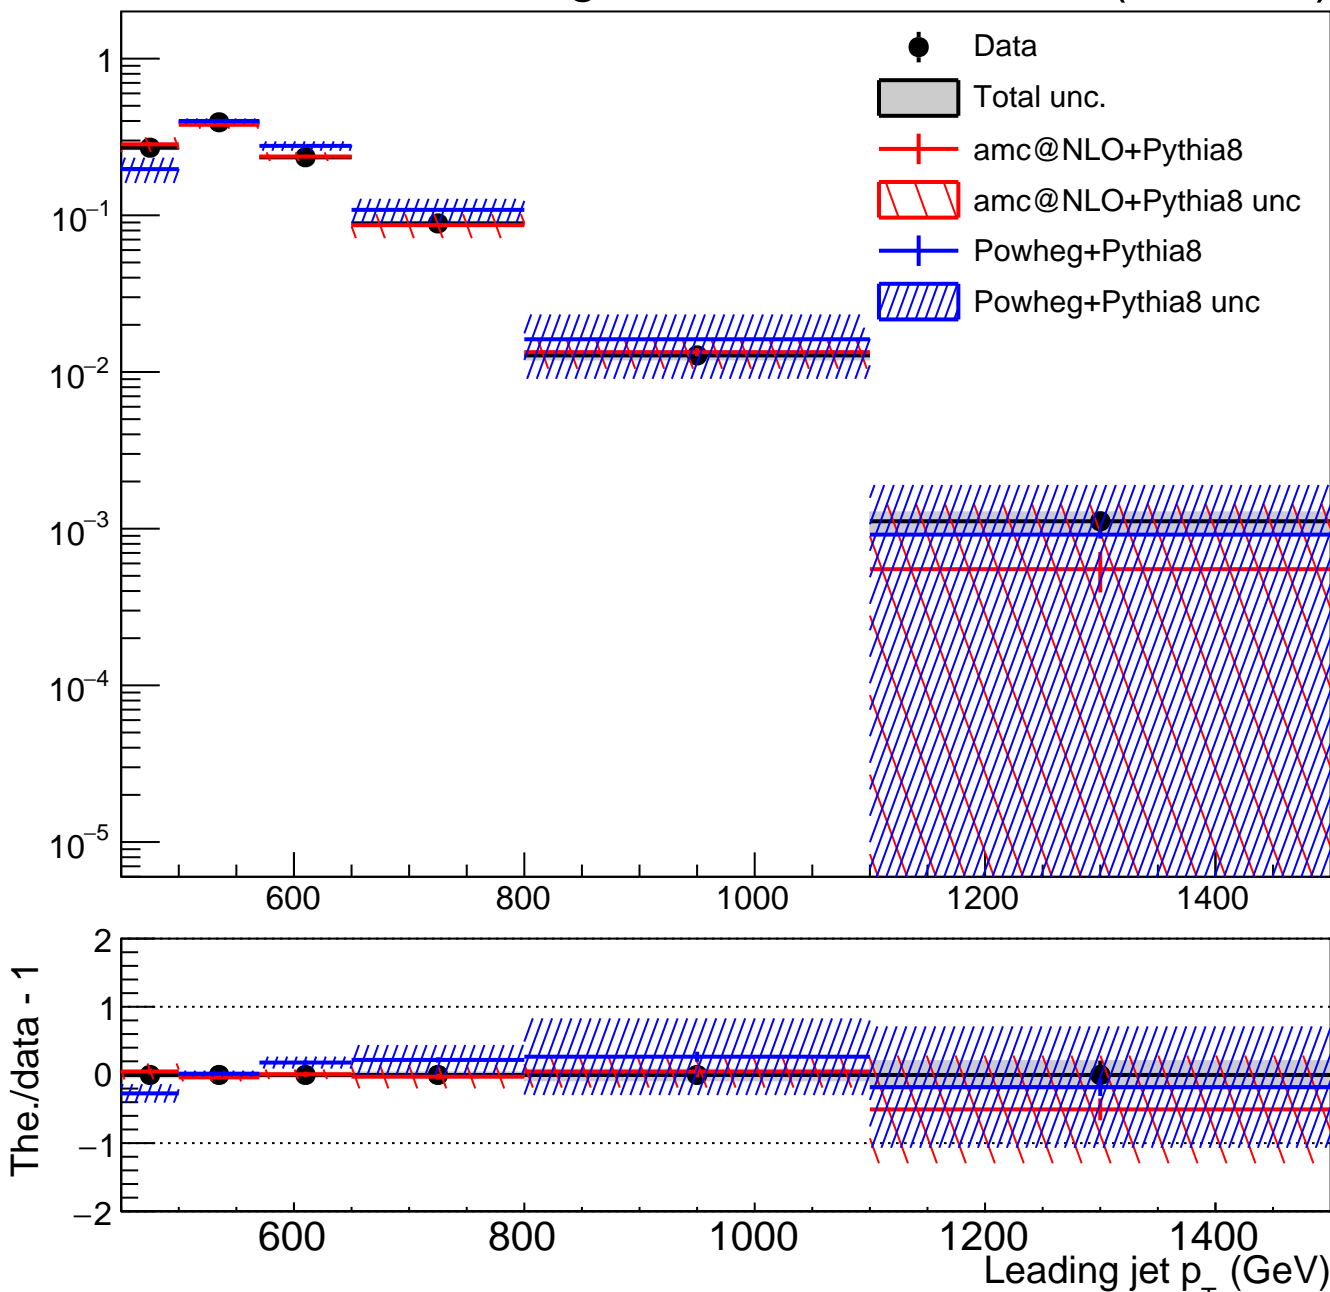 1
10⁻¹
10⁻²
10⁻³
10⁻⁴
10⁻⁵
Data
Total unc.
amc@NLO+Pythia8
amc@NLO+Pythia8 unc
Powheg+Pythia8
Powheg+Pythia8 unc
600 800 1000 1200 1400
The./data - 1
2
1
0
−1
−2
600 800 1000 1200 1400
Leading jet p_T (GeV)